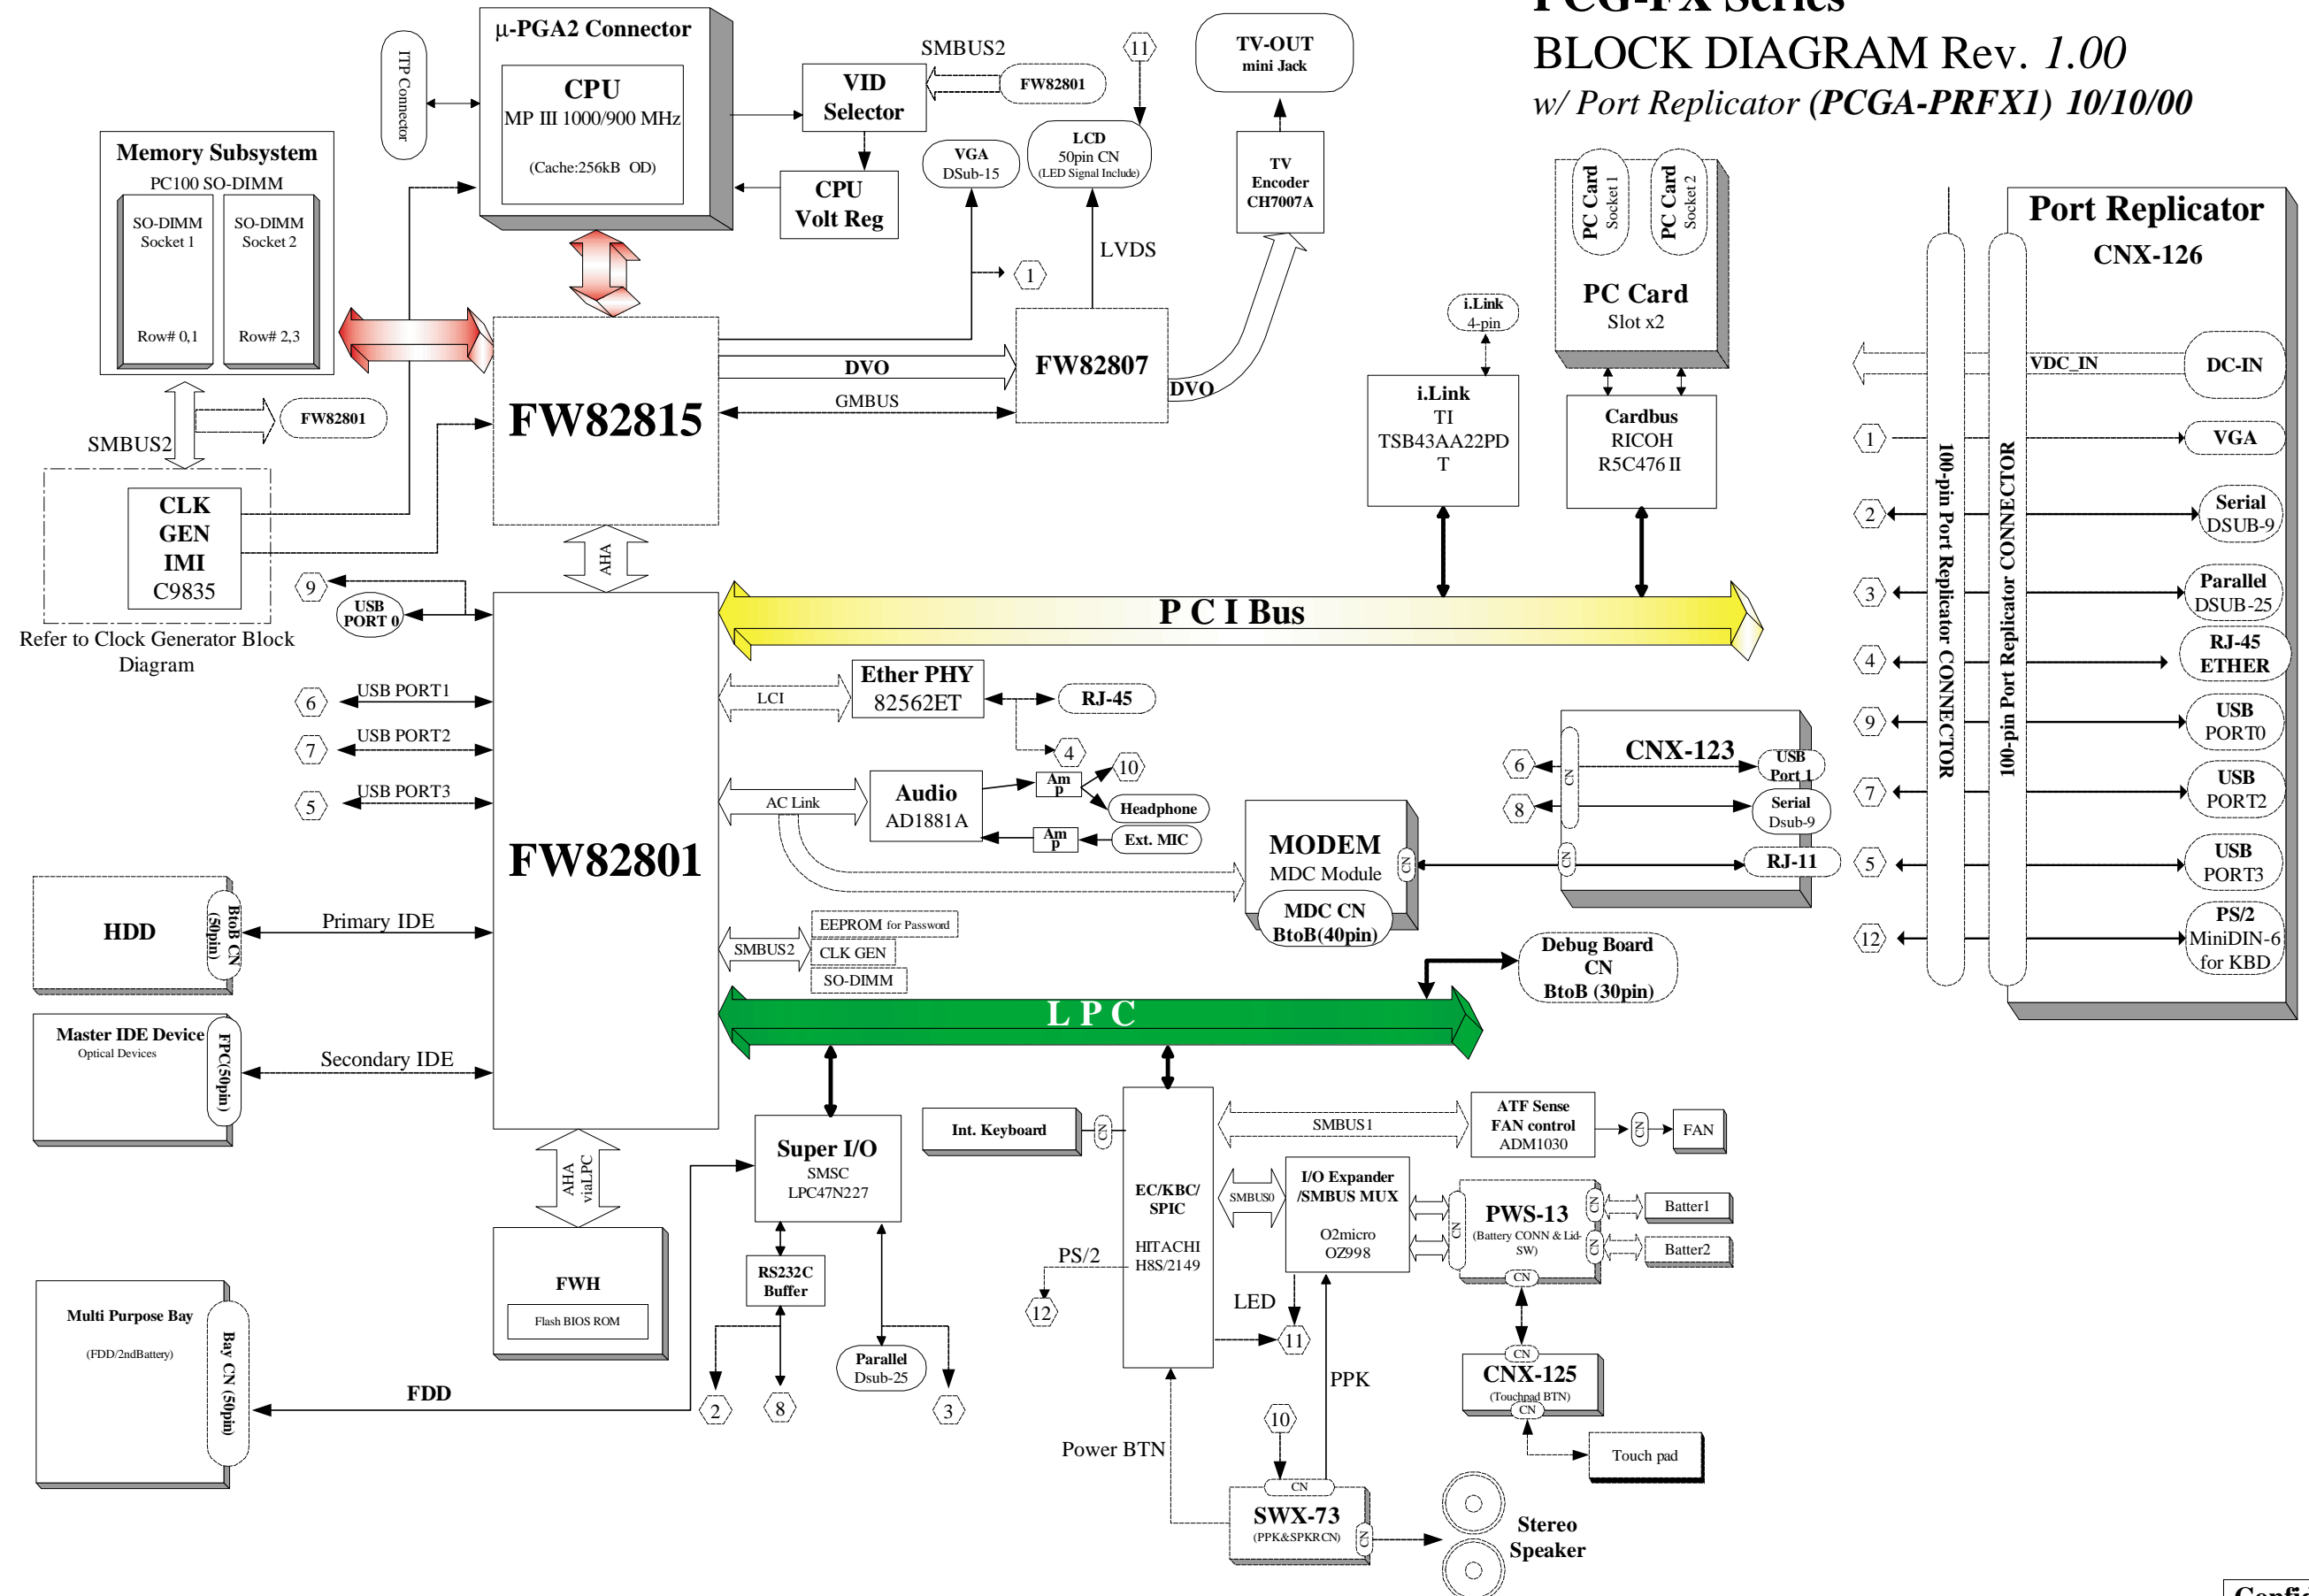 PCG-FX Series
BLOCK DIAGRAM Rev. 1.00
w/ Port Replicator (PCGA-PRFX1) 10/10/00
µ-PGA2 Connector
CPU
MP III 1000/900 MHz
(Cache:256kB OD)
ITP Connector
VID
Selector
SMBUS2
FW82801
CPU
Volt Reg
11
TV-OUT
mini Jack
VGA
DSub-15
LCD
50pin CN
(LED Signal Include)
TV
Encoder
CH7007A
LVDS
1
Memory Subsystem
PC100 SO-DIMM
SO-DIMM
Socket 1
Row# 0,1
SO-DIMM
Socket 2
Row# 2,3
SMBUS2
FW82801
CLK
GEN
IMI
C9835
Refer to Clock Generator Block
Diagram
FW82815
DVO
GMBUS
FW82807
DVO
AHA
i.Link
4-pin
i.Link
TI
TSB43AA22PD
T
PC Card
Socket 1
PC Card
Socket 2
PC Card
Slot x2
Cardbus
RICOH
R5C476 II
P C I Bus
Port Replicator
CNX-126
100-pin Port Replicator CONNECTOR
100-pin Port Replicator CONNECTOR
VDC_IN
DC-IN
1
VGA
2
Serial
DSUB-9
3
Parallel
DSUB-25
4
RJ-45
ETHER
9
USB
PORT0
7
USB
PORT2
5
USB
PORT3
12
PS/2
MiniDIN-6
for KBD
9
USB
PORT 0
6
USB PORT1
7
USB PORT2
5
USB PORT3
FW82801
LCI
Ether PHY
82562ET
RJ-45
4
AC Link
Audio
AD1881A
Am
p
10
Headphone
Am
p
Ext. MIC
MODEM
MDC Module
CN
MDC CN
BtoB(40pin)
CNX-123
6
CN
USB
Port 1
8
Serial
Dsub-9
CN
RJ-11
SMBUS2
EEPROM for Password
CLK GEN
SO-DIMM
Debug Board
CN
BtoB (30pin)
L P C
HDD
BtoB CN
(50pin)
Primary IDE
Master IDE Device
Optical Devices
FPC(50pin)
Secondary IDE
AHA
viaLPC
FWH
Flash BIOS ROM
Multi Purpose Bay
(FDD/2ndBattery)
Bay CN (50pin)
FDD
Super I/O
SMSC
LPC47N227
RS232C
Buffer
2
8
Parallel
Dsub-25
3
Int. Keyboard
CN
EC/KBC/
SPIC
HITACHI
H8S/2149
PS/2
12
SMBUS1
ATF Sense
FAN control
ADM1030
CN
FAN
SMBUS0
I/O Expander
/SMBUS MUX
O2micro
OZ998
LED
11
PPK
CN
PWS-13
(Battery CONN & Lid-
SW)
CN
CN
CN
Batter1
Batter2
CN
CNX-125
(Touchpad BTN)
CN
Touch pad
Power BTN
10
CN
SWX-73
(PPK&SPKRCN)
CN
Stereo
Speaker